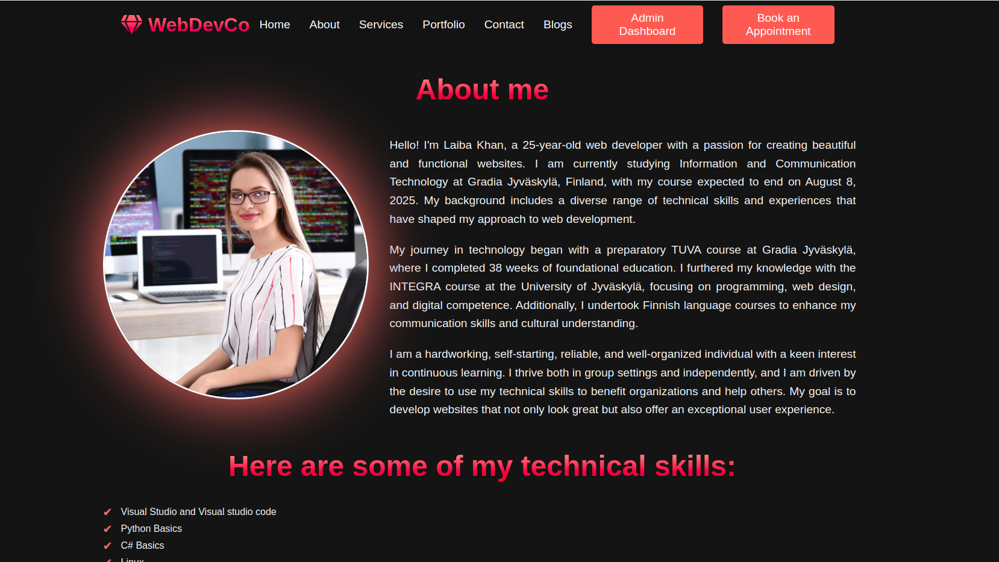 WebDevCo Home About Services Portfolio Contact Blogs
Admin
Dashboard
Book an
Appointment
About me
Hello! I'm Laiba Khan, a 25-year-old web developer with a passion for creating beautiful
and functional websites. I am currently studying Information and Communication
Technology at Gradia Jyväskylä, Finland, with my course expected to end on August 8,
2025. My background includes a diverse range of technical skills and experiences that
have shaped my approach to web development.
My journey in technology began with a preparatory TUVA course at Gradia Jyväskylä,
where I completed 38 weeks of foundational education. I furthered my knowledge with the
INTEGRA course at the University of Jyväskylä, focusing on programming, web design,
and digital competence. Additionally, I undertook Finnish language courses to enhance my
communication skills and cultural understanding.
I am a hardworking, self-starting, reliable, and well-organized individual with a keen interest
in continuous learning. I thrive both in group settings and independently, and I am driven by
the desire to use my technical skills to benefit organizations and help others. My goal is to
develop websites that not only look great but also offer an exceptional user experience.
Here are some of my technical skills:
✔ Visual Studio and Visual studio code
✔ Python Basics
✔ C# Basics
✔ Linux